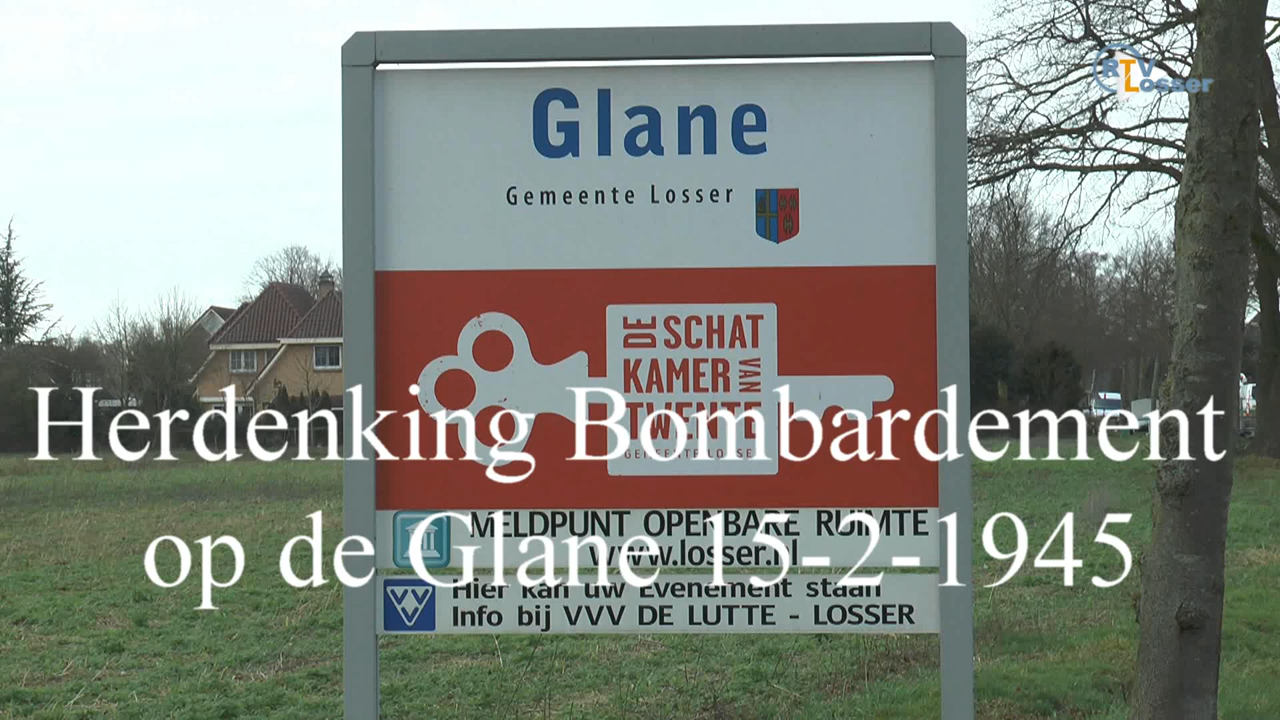 RTV
Losser
Glane
Gemeente Losser
DE SCHAT
KAMER VAN
TWENTE
GEMEENTE LOSSER
Herdenking Bombardement
op de Glane 15-2-1945
MELDPUNT OPENBARE RUIMTE
www.losser.nl
Hier kan uw Evenement staan
Info bij VVV DE LUTTE - LOSSER
VVV